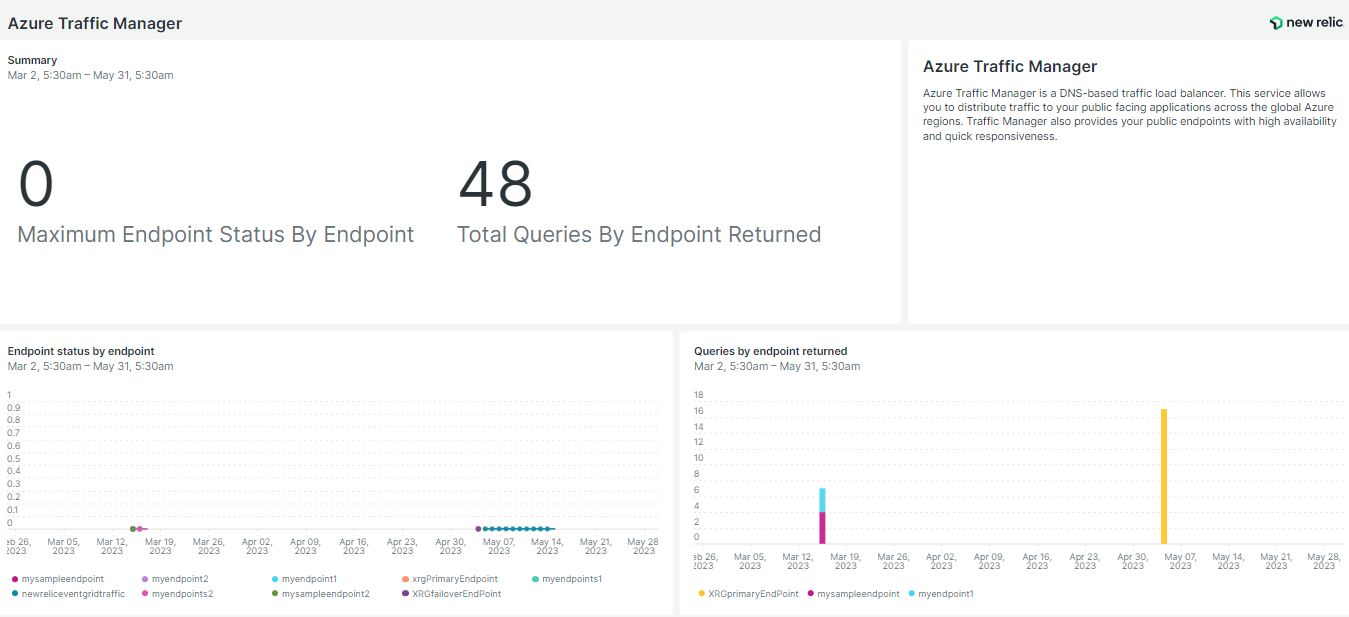 Azure Traffic Manager
new relic
Summary
Mar 2, 5:30am – May 31, 5:30am
0
Maximum Endpoint Status By Endpoint
48
Total Queries By Endpoint Returned
Azure Traffic Manager
Azure Traffic Manager is a DNS-based traffic load balancer. This service allows
you to distribute traffic to your public facing applications across the global Azure
regions. Traffic Manager also provides your public endpoints with high availability
and quick responsiveness.
Endpoint status by endpoint
Mar 2, 5:30am – May 31, 5:30am
1
0.9
0.8
0.7
0.6
0.5
0.4
0.3
0.2
0.1
0
eb 26, Mar 05, Mar 12, Mar 19, Mar 26, Apr 02, Apr 09, Apr 16, Apr 23, Apr 30, May 07, May 14, May 21, May 28
2023 2023 2023 2023 2023 2023 2023 2023 2023 2023 2023 2023 2023 2023
mysampleendpoint myendpoint2 myendpoint1 xrgPrimaryEndpoint myendpoints1
newreliceventgridtraffic myendpoints2 mysampleendpoint2 XRGfailoverEndPoint
Queries by endpoint returned
Mar 2, 5:30am – May 31, 5:30am
18
16
14
12
10
8
6
4
2
0
eb 26, Mar 05, Mar 12, Mar 19, Mar 26, Apr 02, Apr 09, Apr 16, Apr 23, Apr 30, May 07, May 14, May 21, May 28,
2023 2023 2023 2023 2023 2023 2023 2023 2023 2023 2023 2023 2023 2023
XRGprimaryEndPoint mysampleendpoint myendpoint1